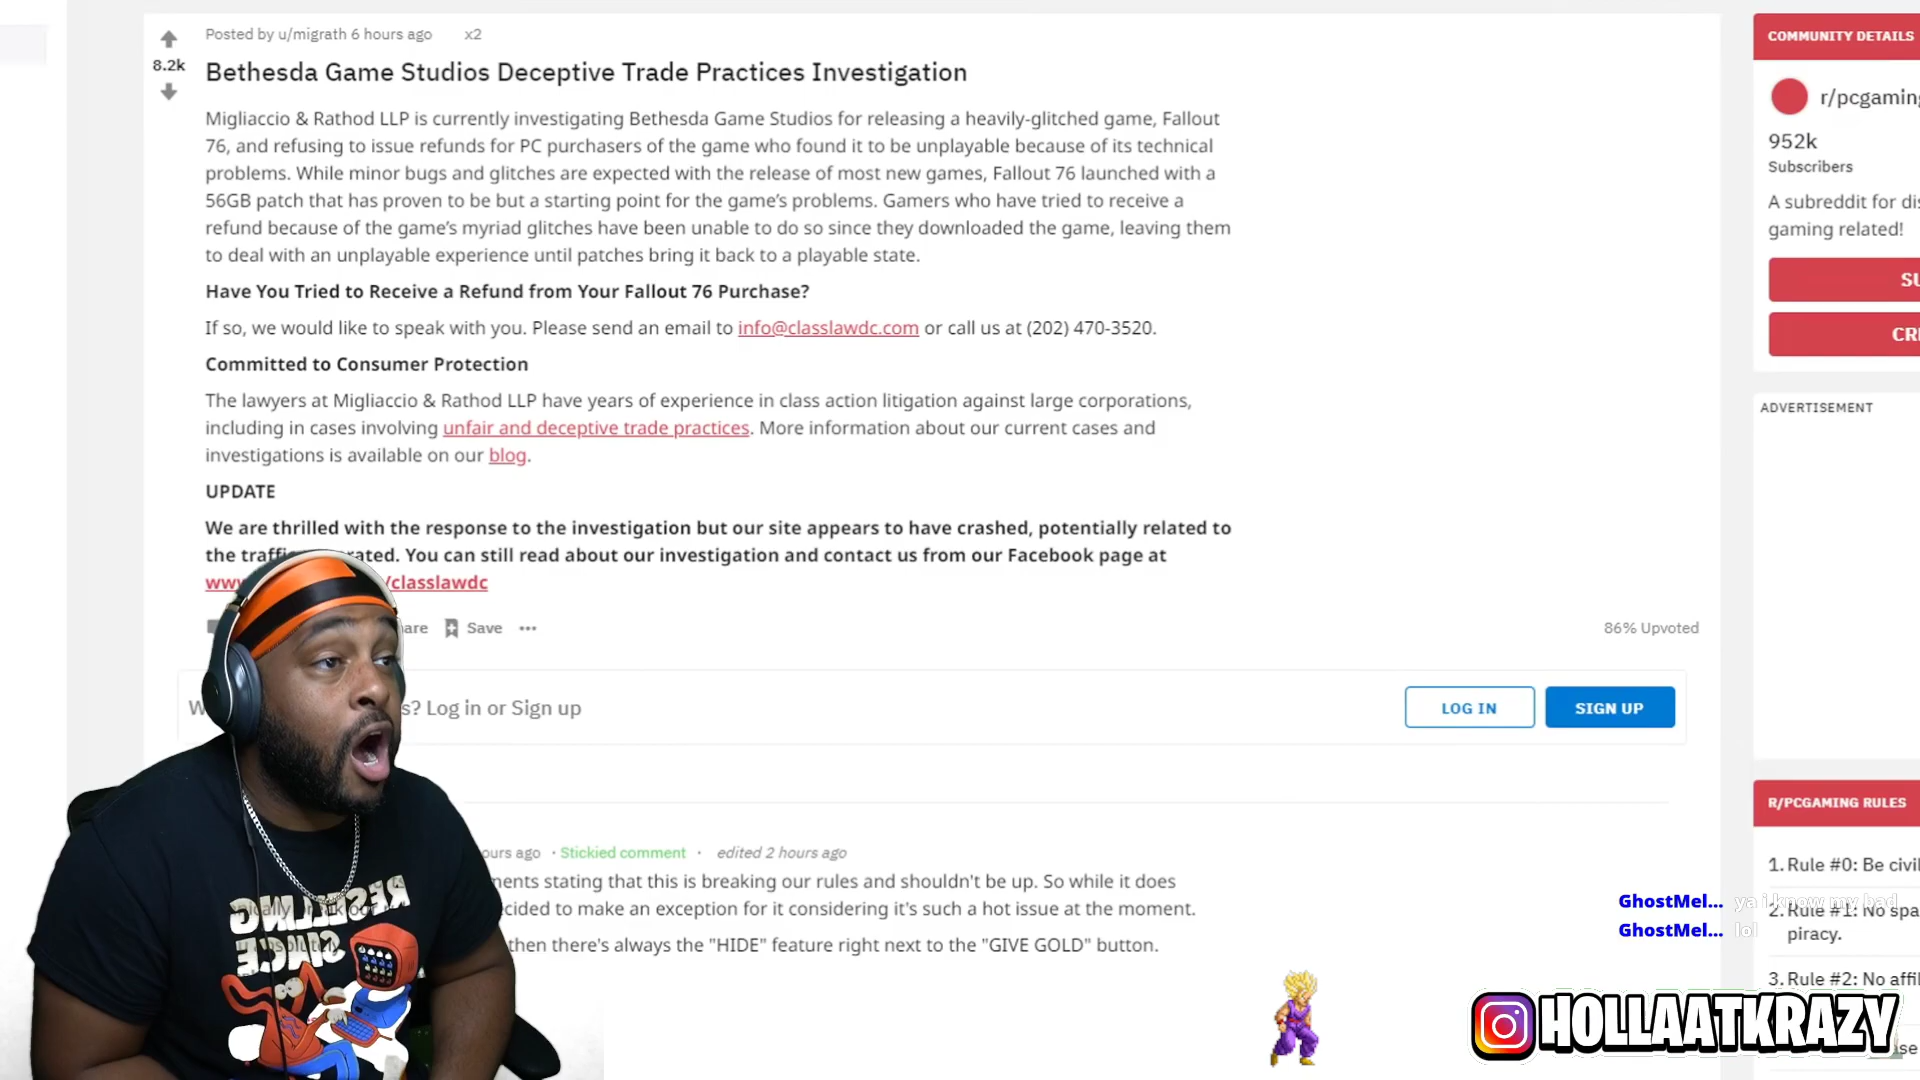 Posted by u/migrath 6 hours ago x2
COMMUNITY DETAILS
8.2k
Bethesda Game Studios Deceptive Trade Practices Investigation
r/pcgaming
Migliaccio & Rathod LLP is currently investigating Bethesda Game Studios for releasing a heavily-glitched game, Fallout
76, and refusing to issue refunds for PC purchasers of the game who found it to be unplayable because of its technical
problems. While minor bugs and glitches are expected with the release of most new games, Fallout 76 launched with a
56GB patch that has proven to be but a starting point for the game's problems. Gamers who have tried to receive a
refund because of the game's myriad glitches have been unable to do so since they downloaded the game, leaving them
to deal with an unplayable experience until patches bring it back to a playable state.
952k
Subscribers
A subreddit for
gaming related!
Have You Tried to Receive a Refund from Your Fallout 76 Purchase?
If so, we would like to speak with you. Please send an email to info@classlawdc.com or call us at (202) 470-3520.
Committed to Consumer Protection
The lawyers at Migliaccio & Rathod LLP have years of experience in class action litigation against large corporations,
including in cases involving unfair and deceptive trade practices. More information about our current cases and
investigations is available on our blog.
ADVERTISEMENT
UPDATE
We are thrilled with the response to the investigation but our site appears to have crashed, potentially related to
the traffic You can still read about our investigation and contact us from our Facebook page at
/classlawdc
Save
86% Upvoted
Log in or Sign up
LOG IN
SIGN UP
R/PCGAMING RULES
ago · Stickied comment · edited 2 hours ago
stating that this is breaking our rules and shouldn't be up. So while it does
to make an exception for it considering it's such a hot issue at the moment.
then there's always the "HIDE" feature right next to the "GIVE GOLD" button.
1. Rule #0: Be civil
GhostMel... ya i know my bad
2. Rule #1: No
piracy.
GhostMel... lol
3. Rule #2: No
RESTLING
SINCE
HOLLAATKRAZY